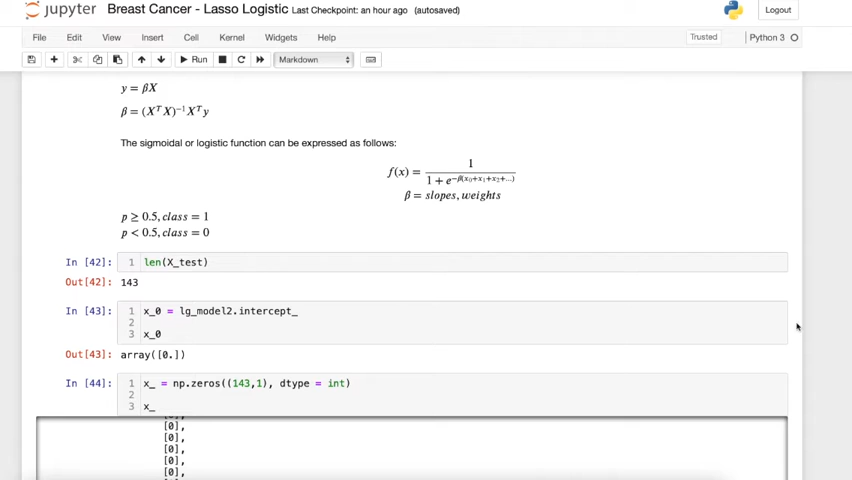 jupyter Breast Cancer - Lasso Logistic Last Checkpoint: an hour ago (autosaved) Logout
File Edit View Insert Cell Kernel Widgets Help Trusted Python 3
Run Markdown
y = βX
β = (XᵀX)⁻¹Xᵀy
The sigmoidal or logistic function can be expressed as follows:
f(x) = 1 / (1 + e^{−β(x₀+x₁+x₂+...)})
β = slopes, weights
p ≥ 0.5, class = 1
p < 0.5, class = 0
In [42]: 1 len(X_test)
Out[42]: 143
In [43]: 1 x_0 = lg_model2.intercept_
2
3 x_0
Out[43]: array([0.])
In [44]: 1 x_ = np.zeros((143,1), dtype = int)
2
3 x_
[0],
[0],
[0],
[0],
[0],